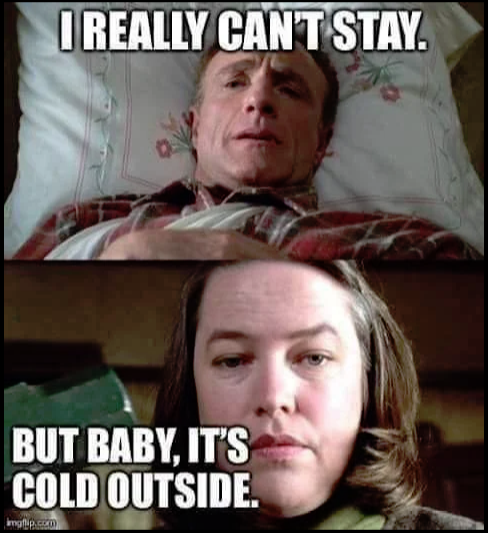 I REALLY CAN'T STAY.
BUT BABY, IT'S
COLD OUTSIDE.
imgflip.com